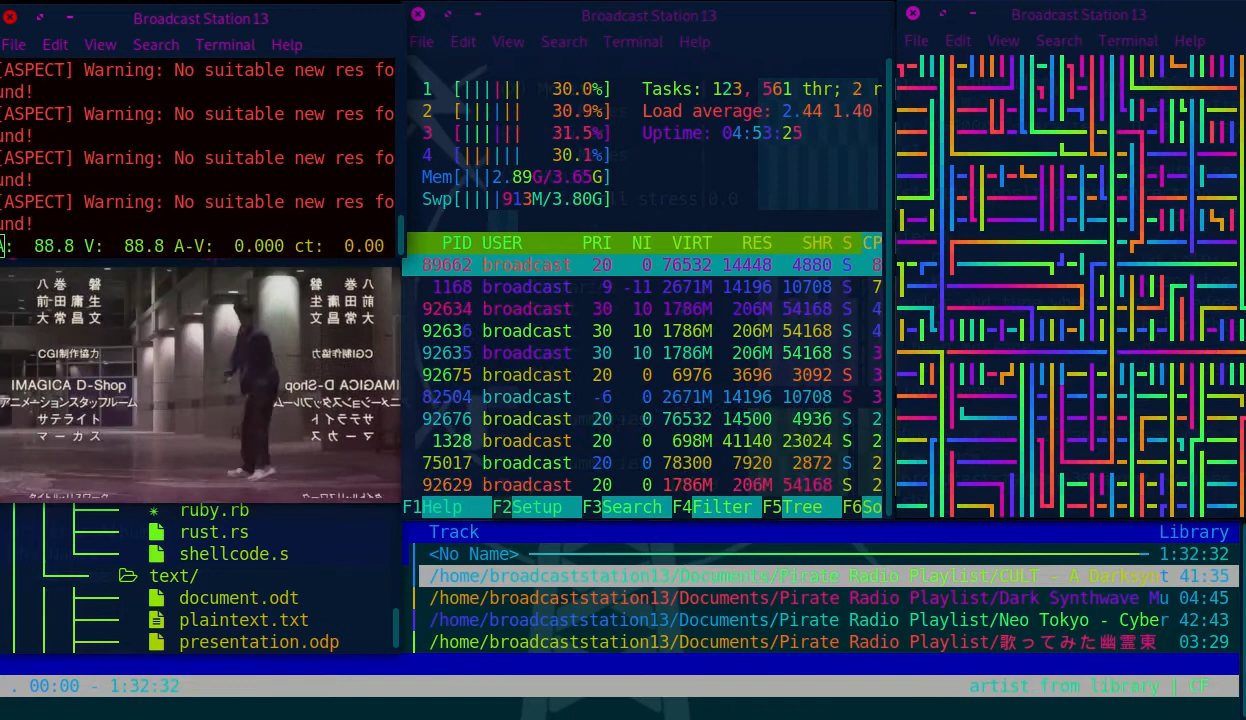 Broadcast Station 13
File Edit View Search Terminal Help
[ASPECT] Warning: No suitable new res fo
und!
[ASPECT] Warning: No suitable new res fo
und!
[ASPECT] Warning: No suitable new res fo
und!
[ASPECT] Warning: No suitable new res fo
und!
A: 88.8 V: 88.8 A-V: 0.000 ct: 0.00
八巻 磐
前田庸生
大常昌文
CGI制作協力
IMAGICA D-Shop
アニメーションスタッフルーム
サテライト
マーカス
ruby.rb
rust.rs
shellcode.s
text/
document.odt
plaintext.txt
presentation.odp
Broadcast Station 13
File Edit View Search Terminal Help
1 [|||||| 30.0%] Tasks: 123, 561 thr; 2 r
2 [|||||| 30.9%] Load average: 2.44 1.40
3 [|||||| 31.5%] Uptime: 04:53:25
4 [|||||| 30.1%]
Mem[|||2.89G/3.65G]
Swp[||||913M/3.80G]
PID USER PRI NI VIRT RES SHR S CP
89662 broadcast 20 0 76532 14448 4880 S 8
1168 broadcast 9 -11 2671M 14196 10708 S 7
92634 broadcast 30 10 1786M 206M 54168 S 4
92636 broadcast 30 10 1786M 206M 54168 S 4
92635 broadcast 30 10 1786M 206M 54168 S 3
92675 broadcast 20 0 6976 3696 3092 S 3
82504 broadcast -6 0 2671M 14196 10708 S 3
92676 broadcast 20 0 76532 14500 4936 S 2
1328 broadcast 20 0 698M 41140 23024 S 2
75017 broadcast 20 0 78300 7920 2872 S 2
92629 broadcast 20 0 1786M 206M 54168 S 2
F1Help F2Setup F3Search F4Filter F5Tree F6So
Broadcast Station 13
File Edit View Search Terminal Help
Track Library
<No Name> 1:32:32
/home/broadcaststation13/Documents/Pirate Radio Playlist/CULT - A Darksynt 41:35
/home/broadcaststation13/Documents/Pirate Radio Playlist/Dark Synthwave Mu 04:45
/home/broadcaststation13/Documents/Pirate Radio Playlist/Neo Tokyo - Cyber 42:43
/home/broadcaststation13/Documents/Pirate Radio Playlist/歌ってみた幽霊東 03:29
. 00:00 - 1:32:32 artist from library | CF